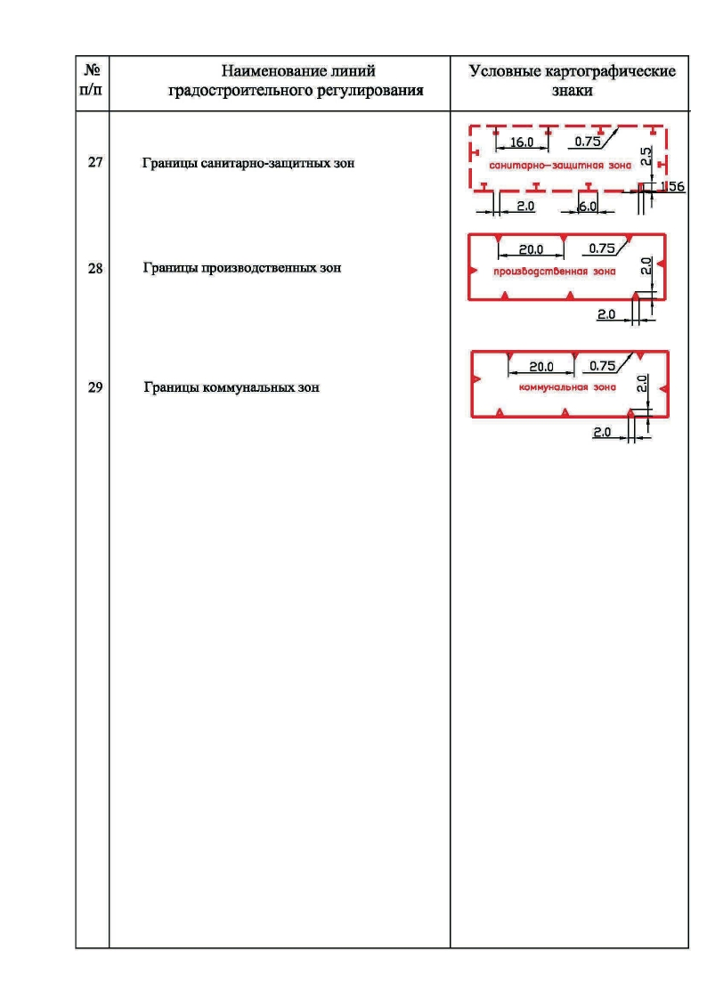 №
п/п
Наименование линий
градостроительного регулирования
Условные картографические
знаки
27
Границы санитарно-защитных зон
16.0
0.75
2.5
санитарно-защитная зона
1.56
2.0
6.0
28
Границы производственных зон
20.0
0.75
2.0
производственная зона
2.0
29
Границы коммунальных зон
20.0
0.75
2.0
коммунальная зона
2.0